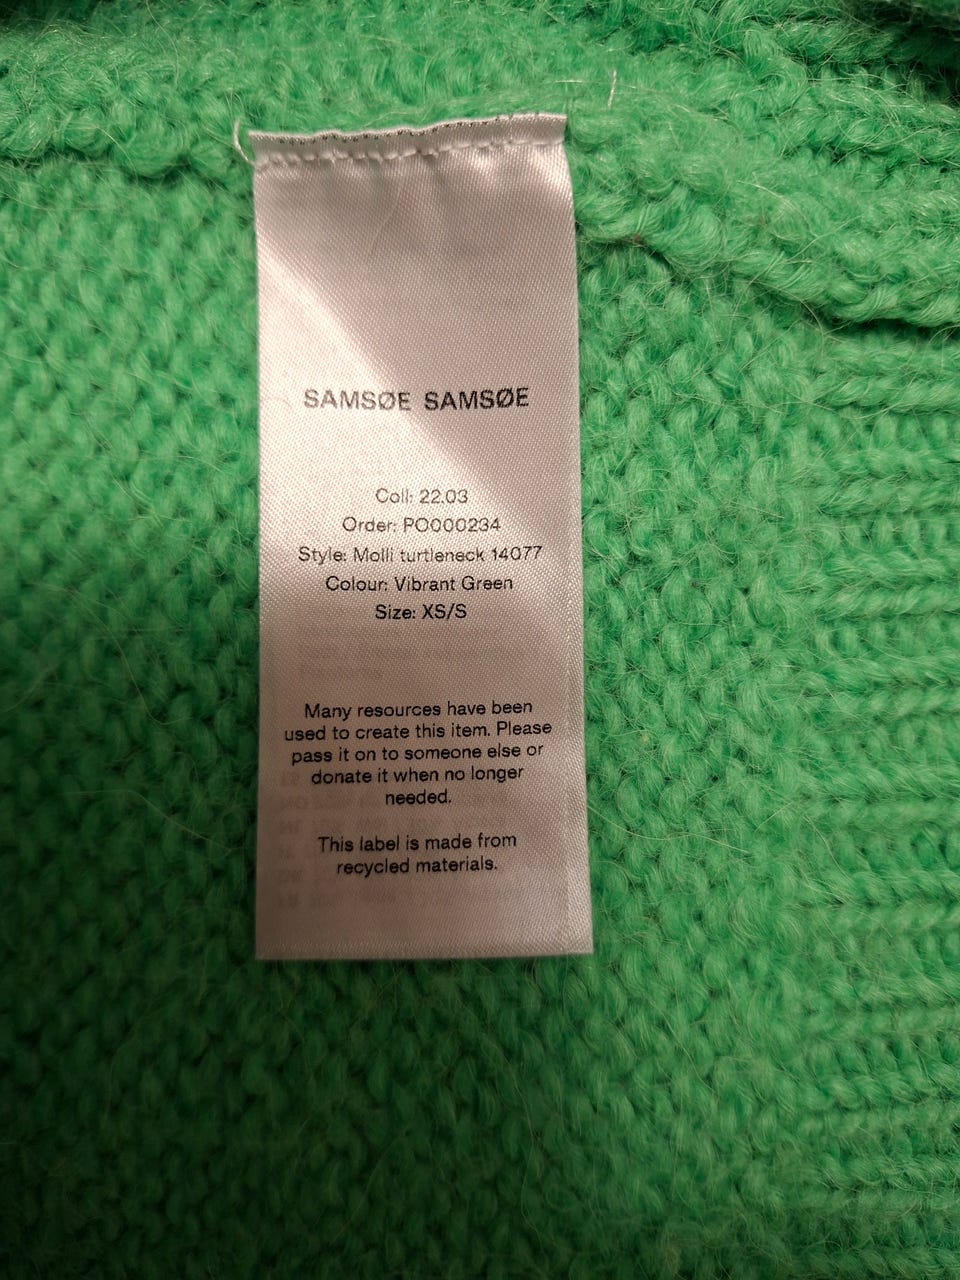 SAMSØE SAMSØE
Coll: 22.03
Order: PO000234
Style: Molli turtleneck 14077
Colour: Vibrant Green
Size: XS/S
Many resources have been
used to create this item. Please
pass it on to someone else or
donate it when no longer
needed.
This label is made from
recycled materials.